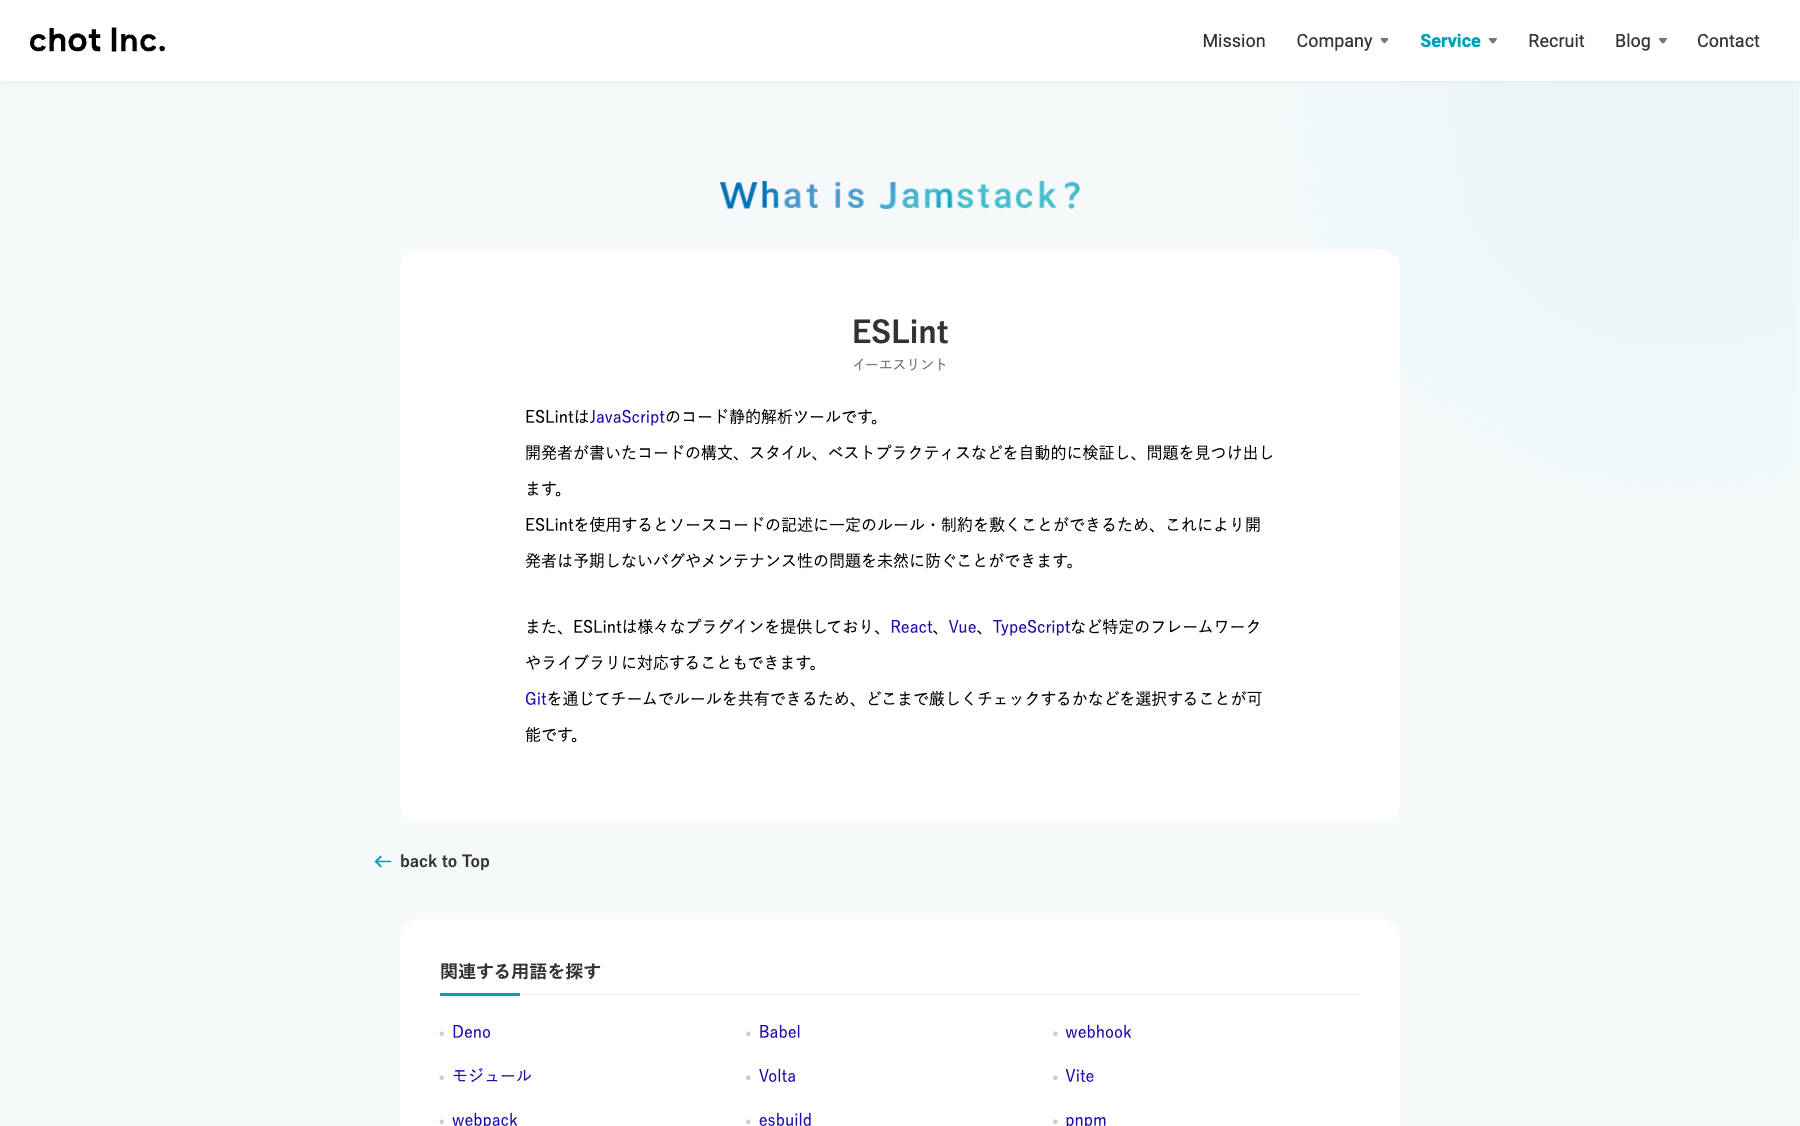 chot Inc.
Mission Company Service Recruit Blog Contact
What is Jamstack?
ESLint
イーエスリント
ESLintはJavaScriptのコード静的解析ツールです。
開発者が書いたコードの構文、スタイル、ベストプラクティスなどを自動的に検証し、問題を見つけ出し
ます。
ESLintを使用するとソースコードの記述に一定のルール・制約を敷くことができるため、これにより開
発者は予期しないバグやメンテナンス性の問題を未然に防ぐことができます。
また、ESLintは様々なプラグインを提供しており、React、Vue、TypeScriptなど特定のフレームワーク
やライブラリに対応することもできます。
Gitを通じてチームでルールを共有できるため、どこまで厳しくチェックするかなどを選択することが可
能です。
back to Top
関連する用語を探す
Deno Babel webhook
モジュール Volta Vite
webpack esbuild pnpm